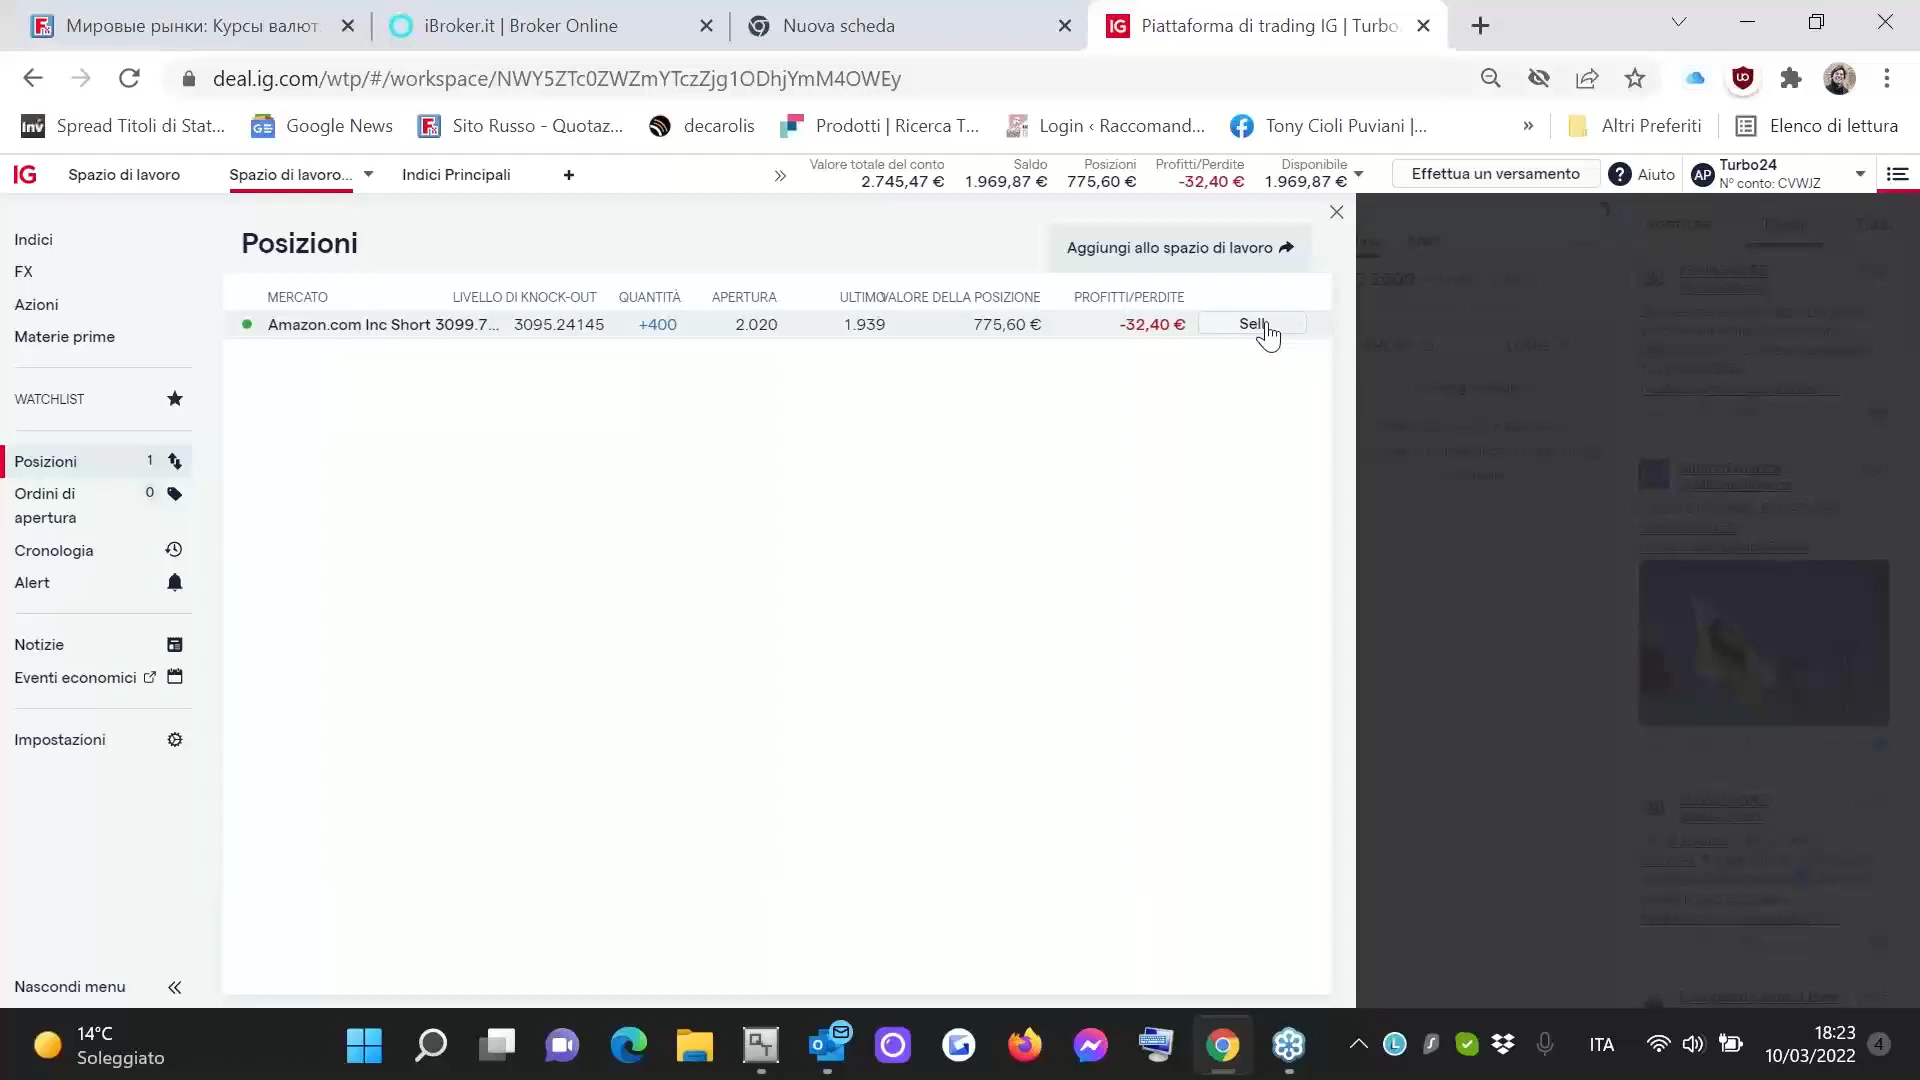 Мировые рынки: Курсы валют.
iBroker.it | Broker Online
Nuova scheda
IG Piattaforma di trading IG | Turbo
deal.ig.com/wtp/#/workspace/NWY5ZTc0ZWZmYTczZjg1ODhjYmM4OWEy
Inv Spread Titoli di Stat...
Google News
Sito Russo - Quotaz...
decarolis
Prodotti | Ricerca T...
Login ‹ Raccomand...
Tony Cioli Puviani |...
»
Altri Preferiti
Elenco di lettura
IG
Spazio di lavoro
Spazio di lavoro...
Indici Principali
Valore totale del conto
2.745,47 €
Saldo
1.969,87 €
Posizioni
775,60 €
Profitti/Perdite
-32,40 €
Disponibile
1.969,87 €
Effettua un versamento
? Aiuto
AP
Turbo24
N° conto: CVWJZ
Indici
FX
Azioni
Materie prime
WATCHLIST
Posizioni 1
Ordini di apertura 0
Cronologia
Alert
Notizie
Eventi economici
Impostazioni
Nascondi menu
Posizioni
Aggiungi allo spazio di lavoro
MERCATO LIVELLO DI KNOCK-OUT QUANTITÀ APERTURA ULTIMO VALORE DELLA POSIZIONE PROFITTI/PERDITE
Amazon.com Inc Short 3099.7... 3095.24145 +400 2.020 1.939 775,60 € -32,40 € Sell
14°C
Soleggiato
ITA
18:23
10/03/2022
4